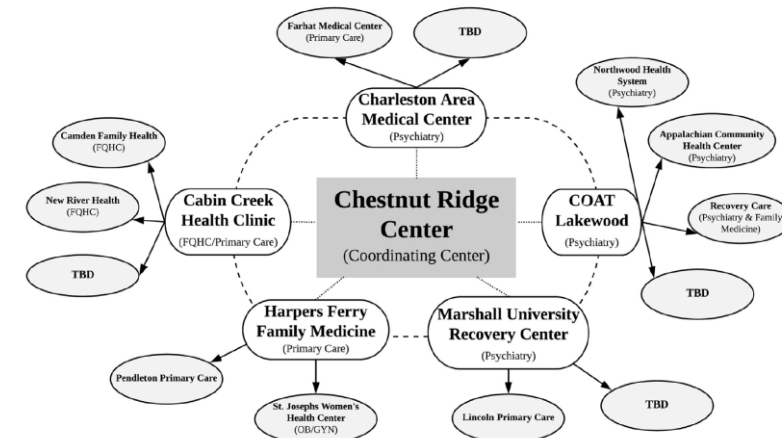 Farhat Medical Center
(Primary Care)
TBD
Charleston Area
Medical Center
(Psychiatry)
Northwood Health
System
(Psychiatry)
Appalachian Community
Health Center
(Psychiatry)
Recovery Care
(Psychiatry & Family
Medicine)
TBD
COAT
Lakewood
(Psychiatry)
Camden Family Health
(FQHC)
New River Health
(FQHC)
TBD
Cabin Creek
Health Clinic
(FQHC/Primary Care)
Chestnut Ridge
Center
(Coordinating Center)
Harpers Ferry
Family Medicine
(Primary Care)
Pendleton Primary Care
St. Josephs Women's
Health Center
(OB/GYN)
Marshall University
Recovery Center
(Psychiatry)
Lincoln Primary Care
TBD